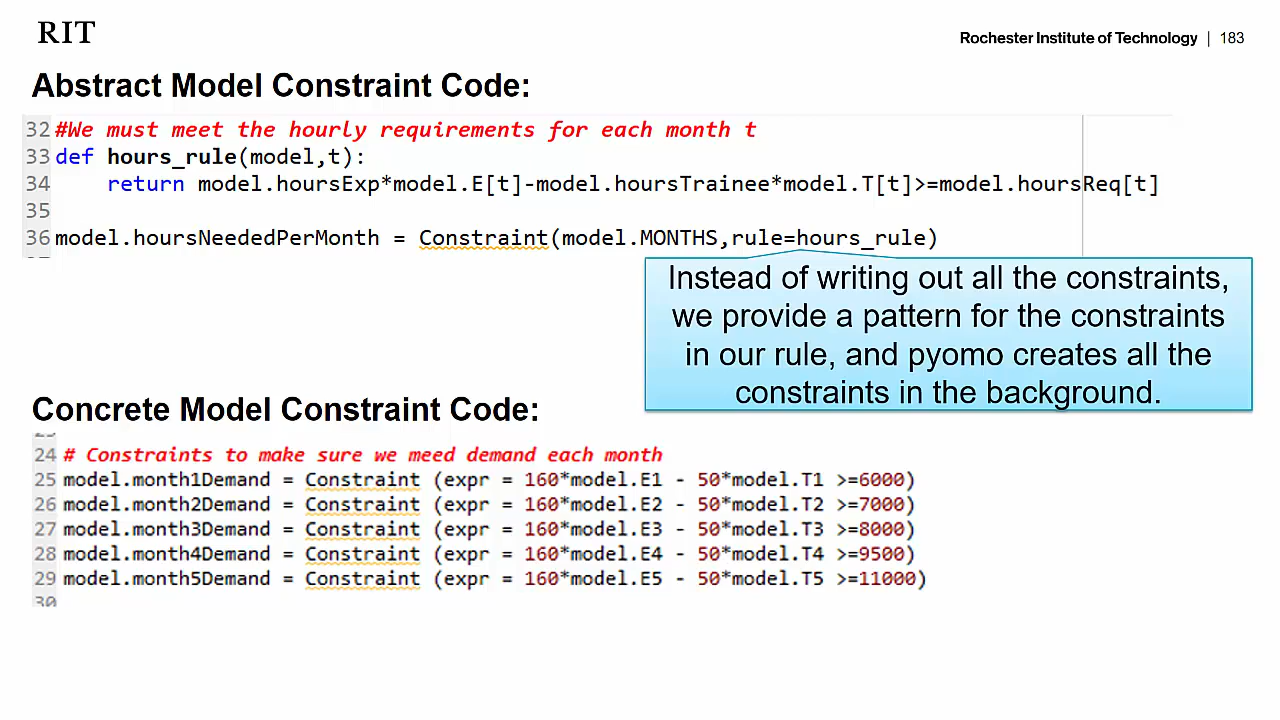 RIT
Rochester Institute of Technology | 183
Abstract Model Constraint Code:
32 #We must meet the hourly requirements for each month t
33 def hours_rule(model,t):
34 return model.hoursExp*model.E[t]-model.hoursTrainee*model.T[t]>=model.hoursReq[t]
35
36 model.hoursNeededPerMonth = Constraint(model.MONTHS,rule=hours_rule)
Instead of writing out all the constraints,
we provide a pattern for the constraints
in our rule, and pyomo creates all the
constraints in the background.
Concrete Model Constraint Code:
24 # Constraints to make sure we meed demand each month
25 model.month1Demand = Constraint (expr = 160*model.E1 - 50*model.T1 >=6000)
26 model.month2Demand = Constraint (expr = 160*model.E2 - 50*model.T2 >=7000)
27 model.month3Demand = Constraint (expr = 160*model.E3 - 50*model.T3 >=8000)
28 model.month4Demand = Constraint (expr = 160*model.E4 - 50*model.T4 >=9500)
29 model.month5Demand = Constraint (expr = 160*model.E5 - 50*model.T5 >=11000)
30